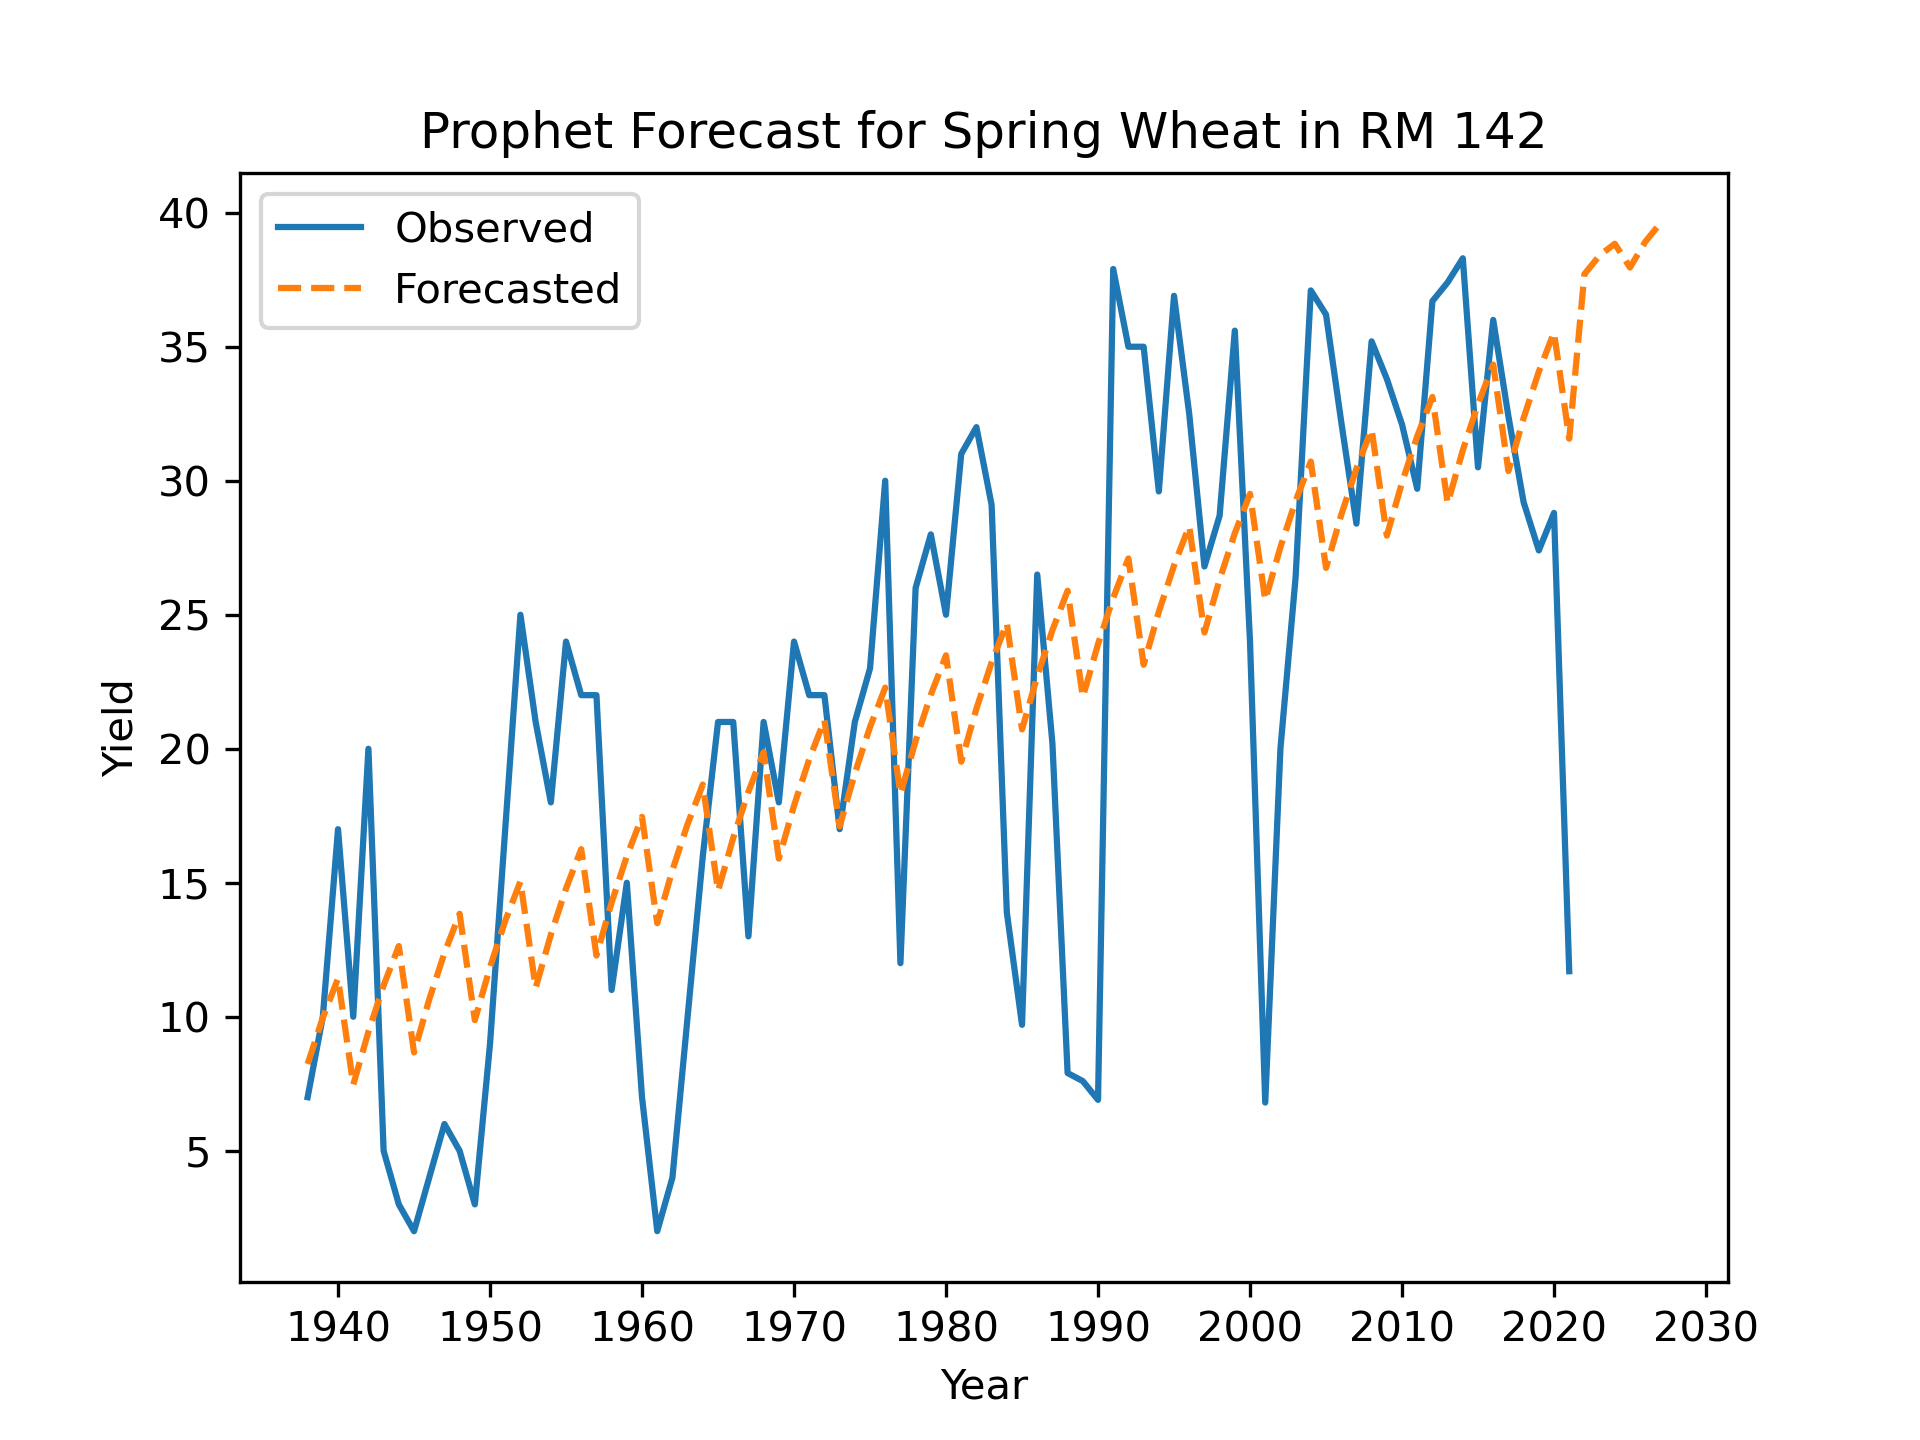 Prophet Forecast for Spring Wheat in RM 142
Observed
Forecasted
40
35
30
25
20
15
10
5
Yield
1940 1950 1960 1970 1980 1990 2000 2010 2020 2030
Year